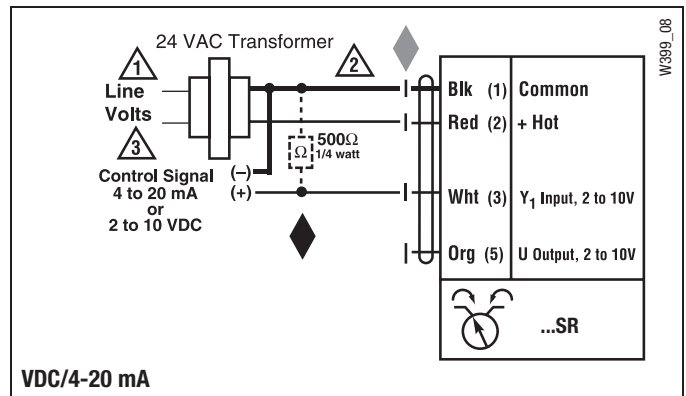 W399_08
24 VAC Transformer
1
2
Line
Volts
3
Control Signal
4 to 20 mA
or
2 to 10 VDC
(–)
(+)
Ω
500Ω
1/4 watt
Blk (1) Common
Red (2) + Hot
Wht (3) Y1 Input, 2 to 10V
Org (5) U Output, 2 to 10V
...SR
VDC/4-20 mA